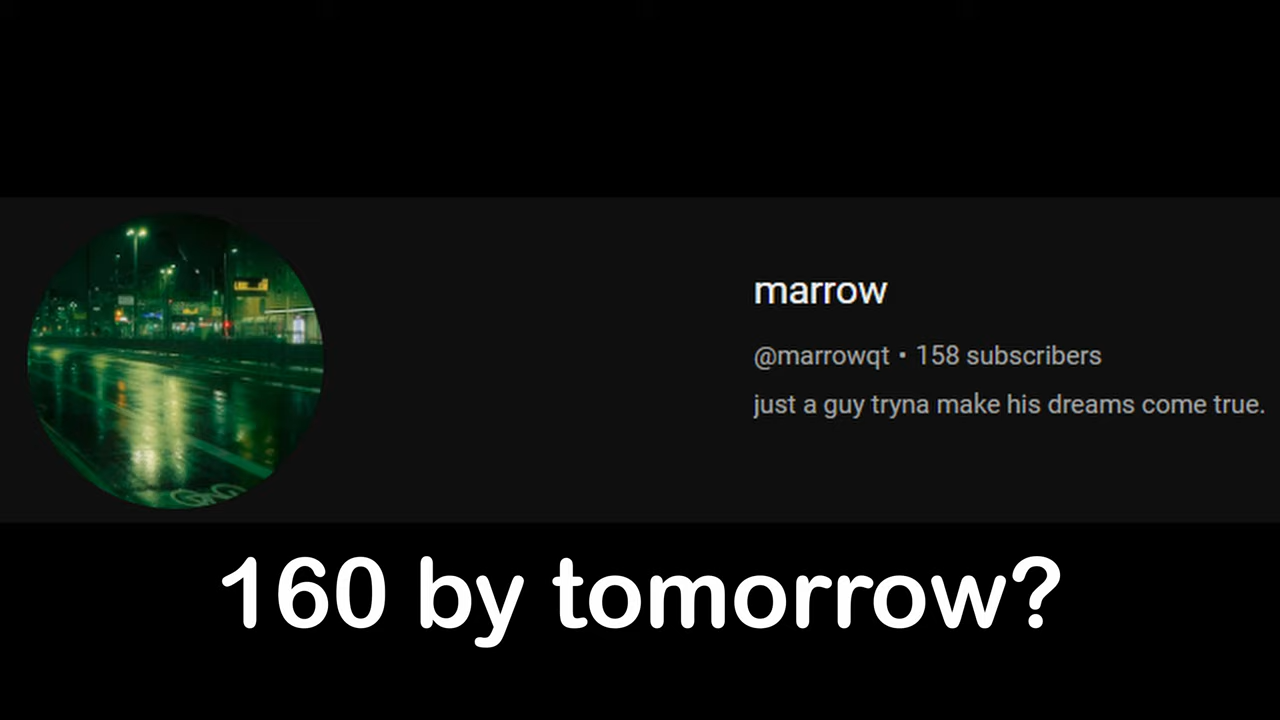 marrow
@marrowqt • 158 subscribers
just a guy tryna make his dreams come true.
160 by tomorrow?